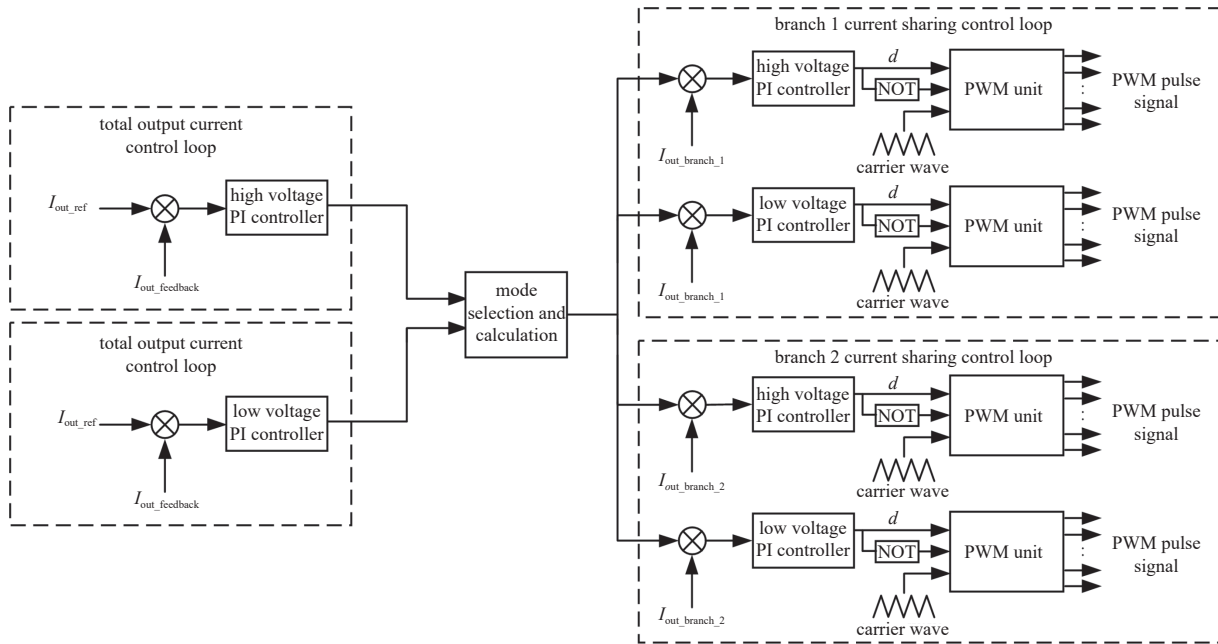 total output current
control loop
I_out_ref
high voltage
PI controller
I_out_feedback
total output current
control loop
I_out_ref
low voltage
PI controller
I_out_feedback
mode
selection and
calculation
branch 1 current sharing control loop
high voltage
PI controller
d
NOT
PWM unit
PWM pulse
signal
I_out_branch_1
carrier wave
low voltage
PI controller
d
NOT
PWM unit
PWM pulse
signal
I_out_branch_1
carrier wave
branch 2 current sharing control loop
high voltage
PI controller
d
NOT
PWM unit
PWM pulse
signal
I_out_branch_2
carrier wave
low voltage
PI controller
d
NOT
PWM unit
PWM pulse
signal
I_out_branch_2
carrier wave